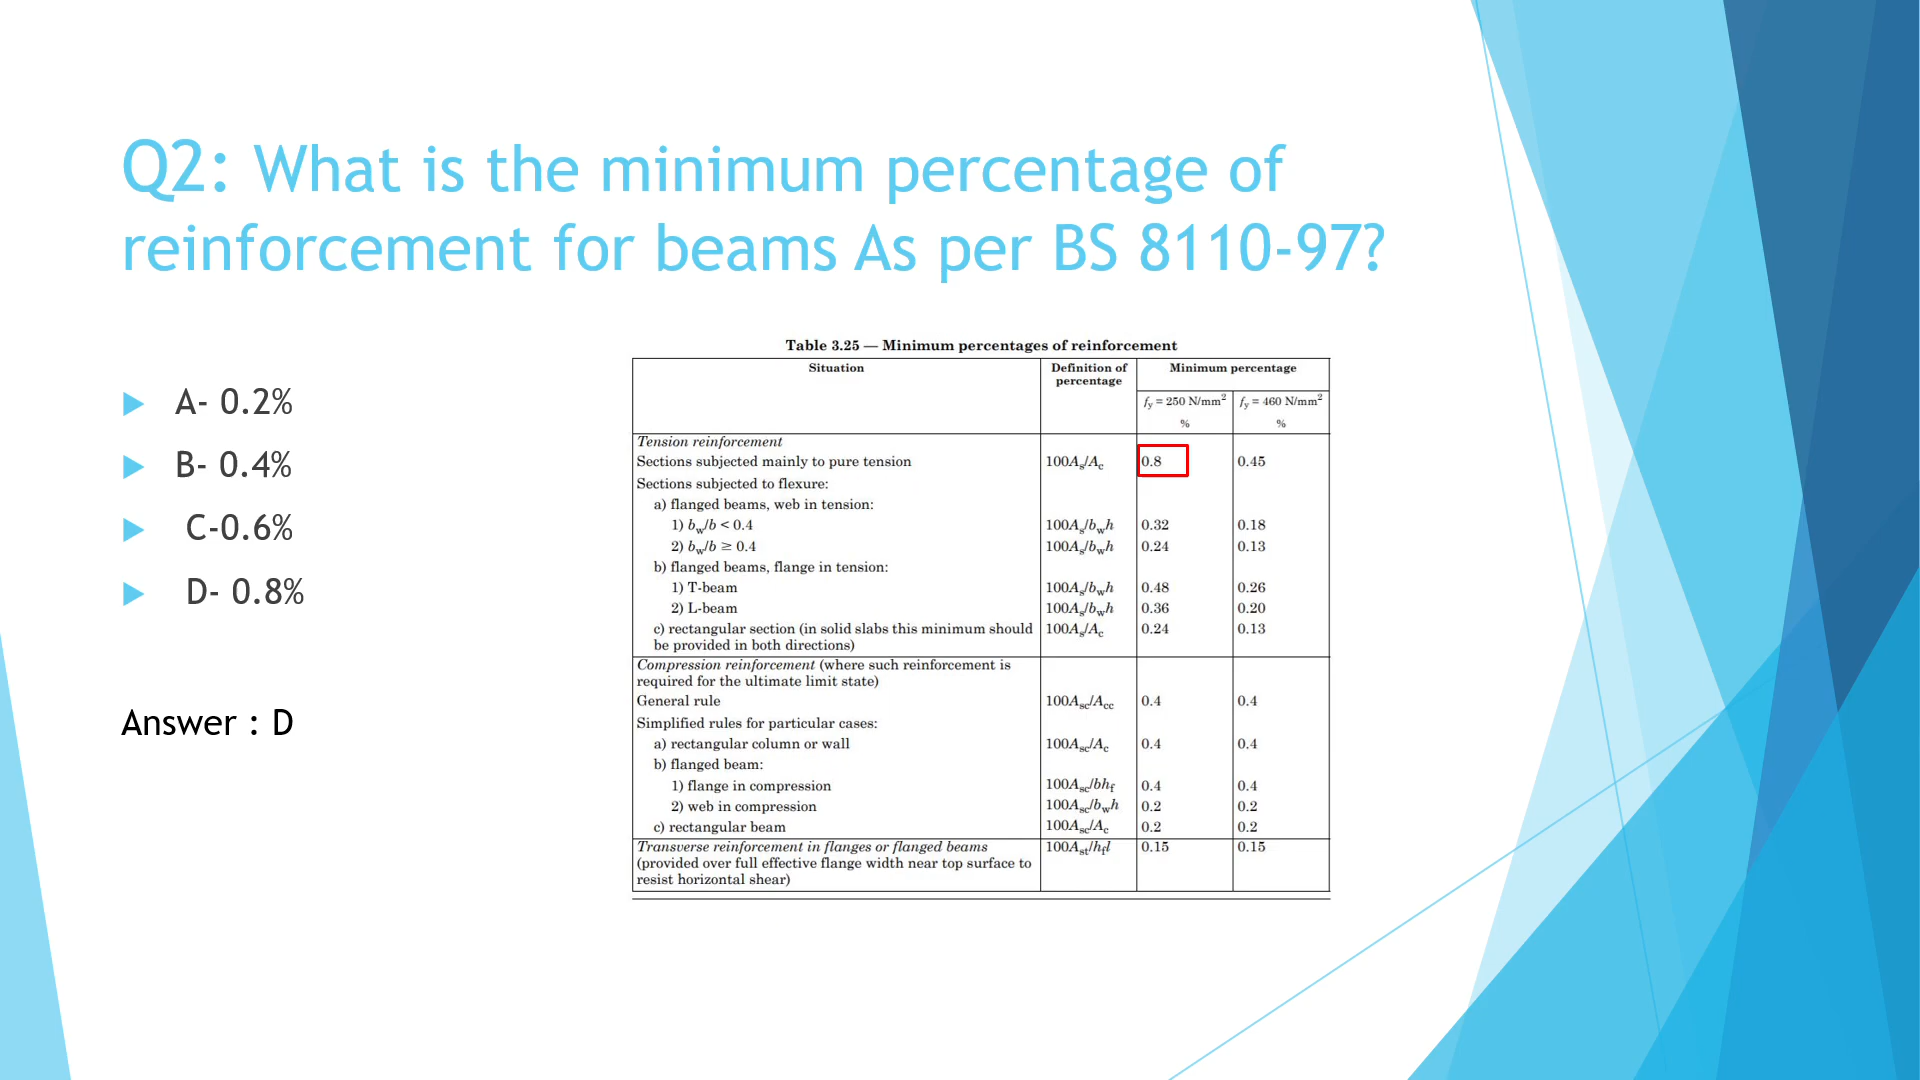 Q2: What is the minimum percentage of
reinforcement for beams As per BS 8110-97?
A- 0.2%
B- 0.4%
C-0.6%
D- 0.8%
Answer : D
Table 3.25 — Minimum percentages of reinforcement
Situation Definition of percentage Minimum percentage
fy = 250 N/mm2 fy = 460 N/mm2
% %
Tension reinforcement
Sections subjected mainly to pure tension 100As/Ac 0.8 0.45
Sections subjected to flexure:
a) flanged beams, web in tension:
1) bw/b < 0.4 100As/bwh 0.32 0.18
2) bw/b ≥ 0.4 100As/bwh 0.24 0.13
b) flanged beams, flange in tension:
1) T-beam 100As/bwh 0.48 0.26
2) L-beam 100As/bwh 0.36 0.20
c) rectangular section (in solid slabs this minimum should 100As/Ac 0.24 0.13
be provided in both directions)
Compression reinforcement (where such reinforcement is
required for the ultimate limit state)
General rule 100Asc/Acc 0.4 0.4
Simplified rules for particular cases:
a) rectangular column or wall 100Asc/Ac 0.4 0.4
b) flanged beam:
1) flange in compression 100Asc/bhf 0.4 0.4
2) web in compression 100Asc/bwh 0.2 0.2
c) rectangular beam 100Asc/Ac 0.2 0.2
Transverse reinforcement in flanges or flanged beams 100Ast/hfl 0.15 0.15
(provided over full effective flange width near top surface to
resist horizontal shear)